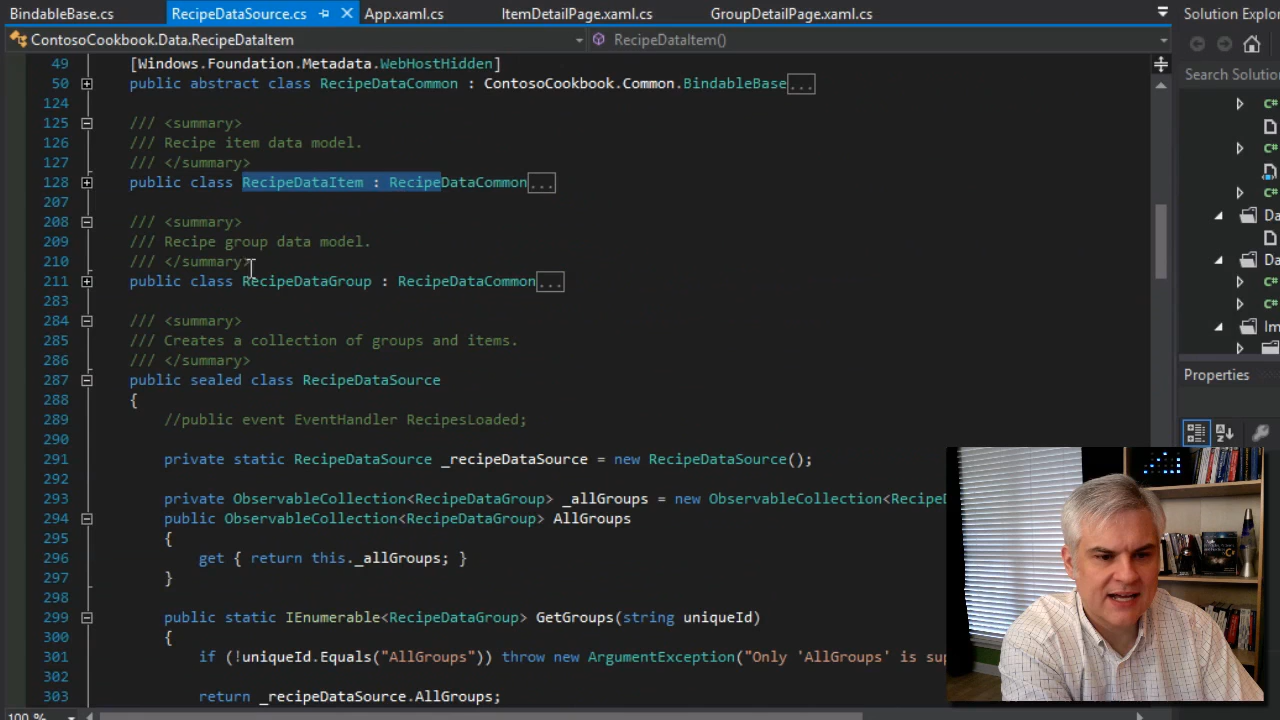 BindableBase.cs RecipeDataSource.cs App.xaml.cs ItemDetailPage.xaml.cs GroupDetailPage.xaml.cs Solution Explo
ContosoCookbook.Data.RecipeDataItem RecipeDataItem()
Search Solutio
49 [Windows.Foundation.Metadata.WebHostHidden]
50 public abstract class RecipeDataCommon : ContosoCookbook.Common.BindableBase...
124
125 /// <summary>
126 /// Recipe item data model.
127 /// </summary>
128 public class RecipeDataItem : RecipeDataCommon...
207
208 /// <summary>
209 /// Recipe group data model.
210 /// </summary>
211 public class RecipeDataGroup : RecipeDataCommon...
283
284 /// <summary>
285 /// Creates a collection of groups and items.
286 /// </summary>
287 public sealed class RecipeDataSource
288 {
289 //public event EventHandler RecipesLoaded;
290
291 private static RecipeDataSource _recipeDataSource = new RecipeDataSource();
292
293 private ObservableCollection<RecipeDataGroup> _allGroups = new ObservableCollection<RecipeD
294 public ObservableCollection<RecipeDataGroup> AllGroups
295 {
296 get { return this._allGroups; }
297 }
298
299 public static IEnumerable<RecipeDataGroup> GetGroups(string uniqueId)
300 {
301 if (!uniqueId.Equals("AllGroups")) throw new ArgumentException("Only 'AllGroups' is sup
302
303 return _recipeDataSource.AllGroups;
100 %
C#
C#
C#
Da
Da
C#
C#
Im
Properties